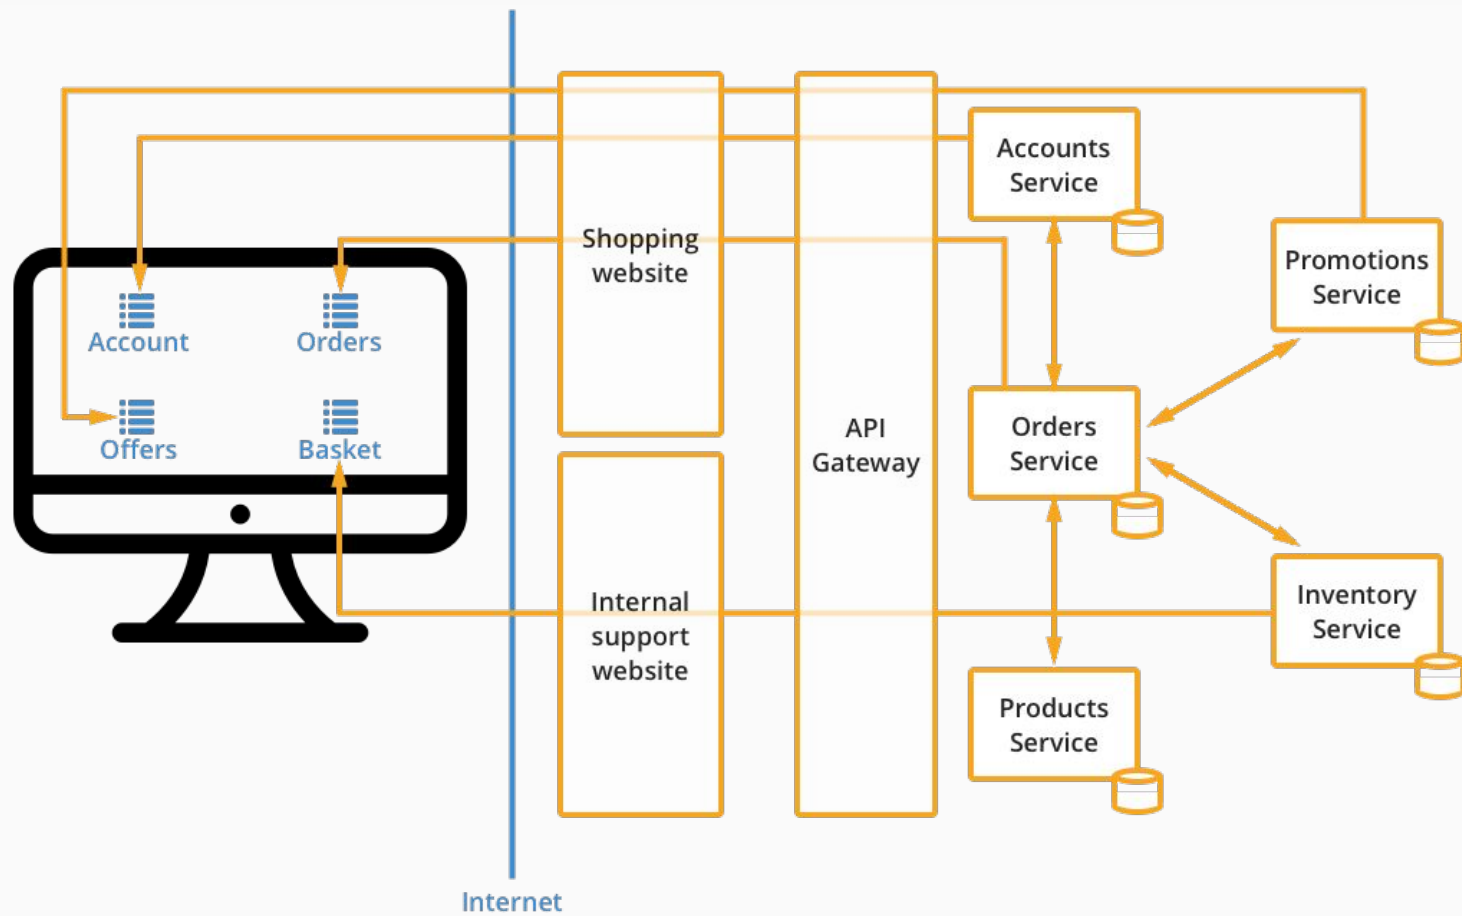 Account
Orders
Offers
Basket
Internet
Shopping
website
Internal
support
website
API
Gateway
Accounts
Service
Orders
Service
Products
Service
Promotions
Service
Inventory
Service